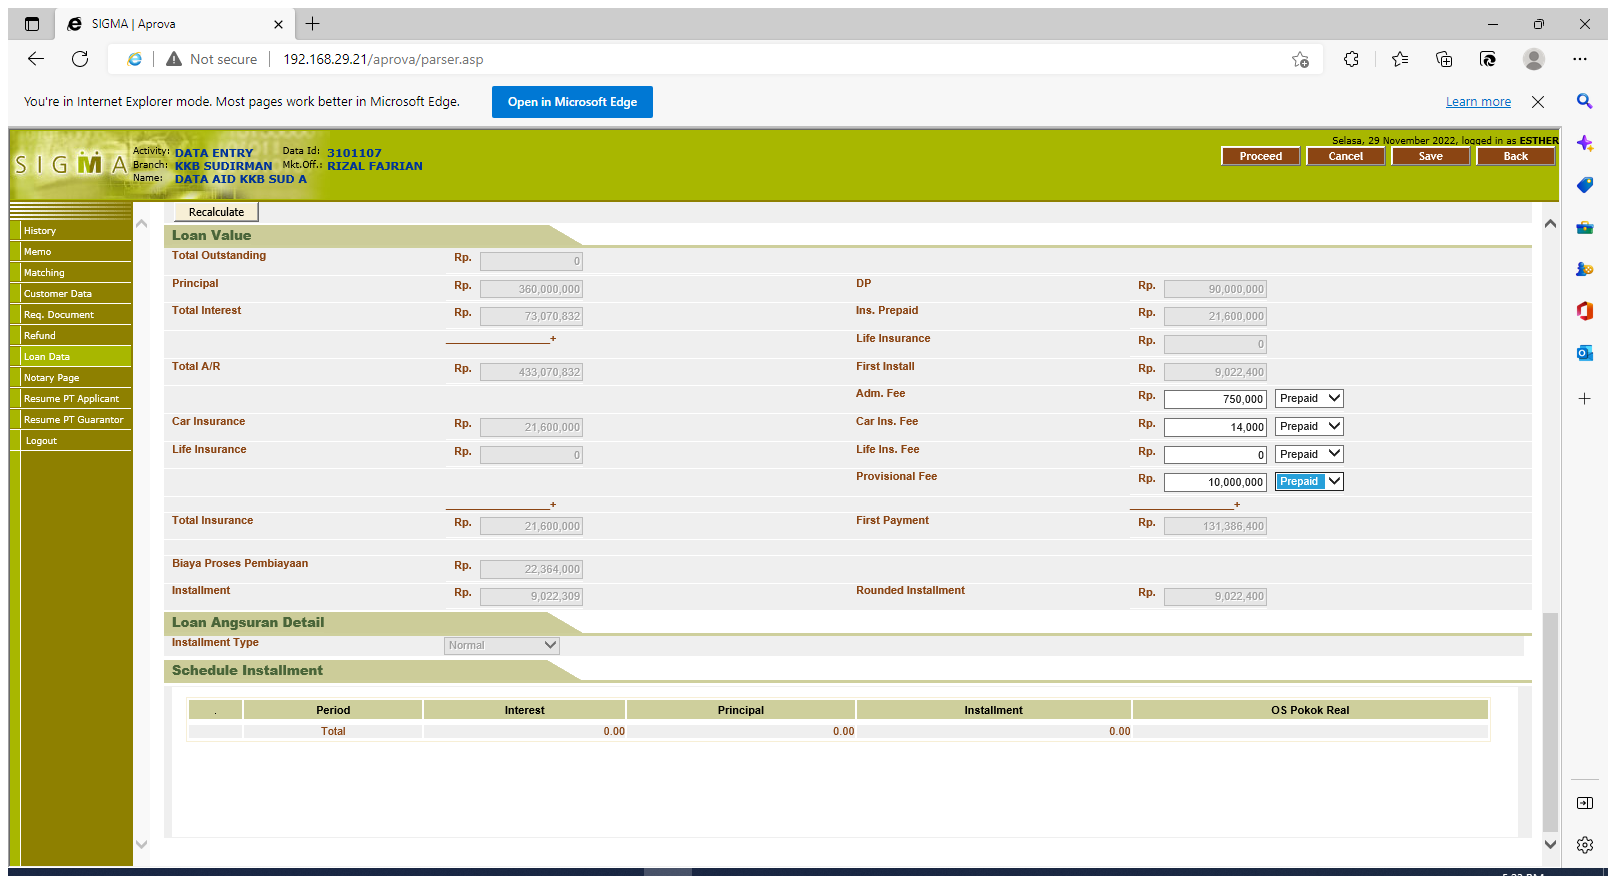 SIGMA | Aprova
Not secure
192.168.29.21/aprova/parser.asp
You're in Internet Explorer mode. Most pages work better in Microsoft Edge.
Open in Microsoft Edge
Learn more
Selasa, 29 November 2022, logged in as ESTHER
SIGMA
Activity: DATA ENTRY Data Id: 3101107
Branch: KKB SUDIRMAN Mkt.Off.: RIZAL FAJRIAN
Name: DATA AID KKB SUD A
Proceed Cancel Save Back
History
Memo
Matching
Customer Data
Req. Document
Refund
Loan Data
Notary Page
Resume PT Applicant
Resume PT Guarantor
Logout
Recalculate
Loan Value
Total Outstanding Rp. 0
Principal Rp. 360,000,000 DP Rp. 90,000,000
Total Interest Rp. 73,070,832 Ins. Prepaid Rp. 21,600,000
+ Life Insurance Rp. 0
Total A/R Rp. 433,070,832 First Install Rp. 9,022,400
Adm. Fee Rp. 750,000 Prepaid
Car Insurance Rp. 21,600,000 Car Ins. Fee Rp. 14,000 Prepaid
Life Insurance Rp. 0 Life Ins. Fee Rp. 0 Prepaid
Provisional Fee Rp. 10,000,000 Prepaid
+ +
Total Insurance Rp. 21,600,000 First Payment Rp. 131,386,400
Biaya Proses Pembiayaan Rp. 22,364,000
Installment Rp. 9,022,309 Rounded Installment Rp. 9,022,400
Loan Angsuran Detail
Installment Type Normal
Schedule Installment
. Period Interest Principal Installment OS Pokok Real
Total 0.00 0.00 0.00